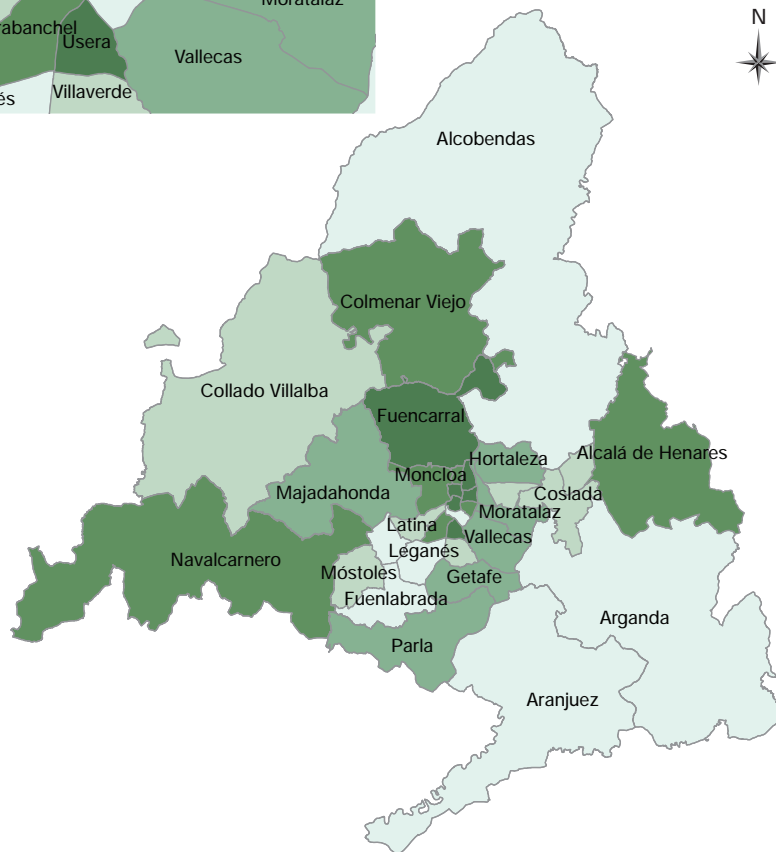 Moratalaz
rabanchel
Usera
Vallecas
Villaverde
és
N
Alcobendas
Colmenar Viejo
Collado Villalba
Fuencarral
Hortaleza
Alcalá de Henares
Moncloa
Majadahonda
Coslada
Moratalaz
Latina
Vallecas
Leganés
Navalcarnero
Móstoles
Getafe
Fuenlabrada
Arganda
Parla
Aranjuez